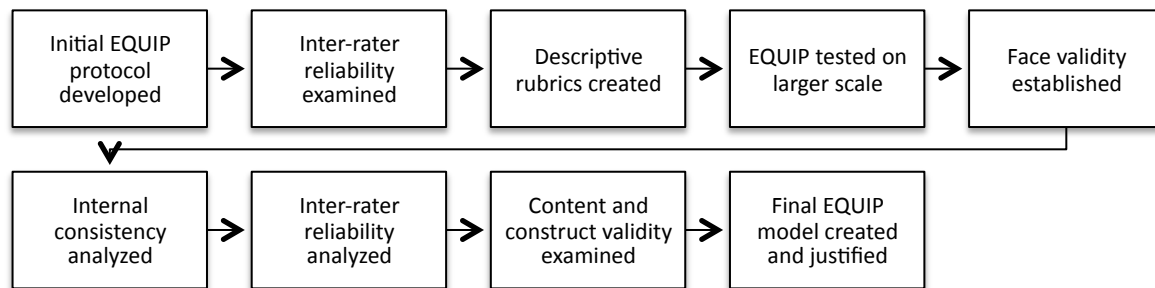 Initial EQUIP
protocol
developed
Inter-rater
reliability
examined
Descriptive
rubrics created
EQUIP tested on
larger scale
Face validity
established
Internal
consistency
analyzed
Inter-rater
reliability
analyzed
Content and
construct validity
examined
Final EQUIP
model created
and justified